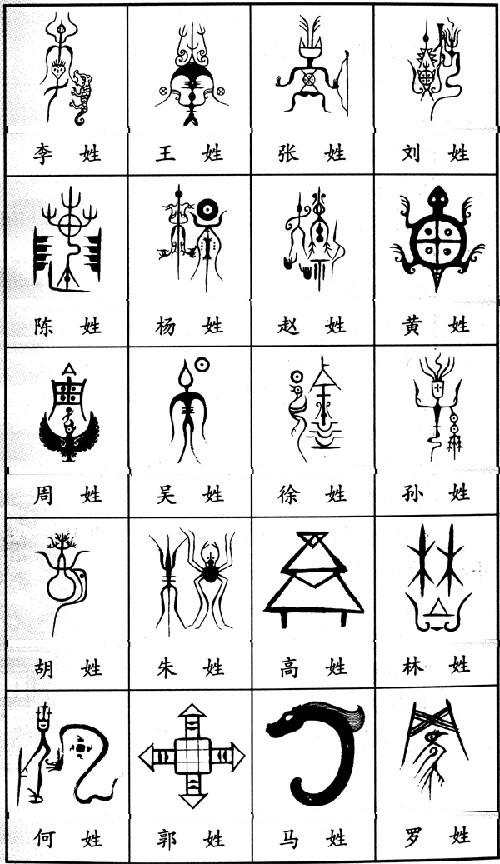 李 姓 王 姓 张 姓 刘 姓
陈 姓 杨 姓 赵 姓 黄 姓
周 姓 吴 姓 徐 姓 孙 姓
胡 姓 朱 姓 高 姓 林 姓
何 姓 郭 姓 马 姓 罗 姓